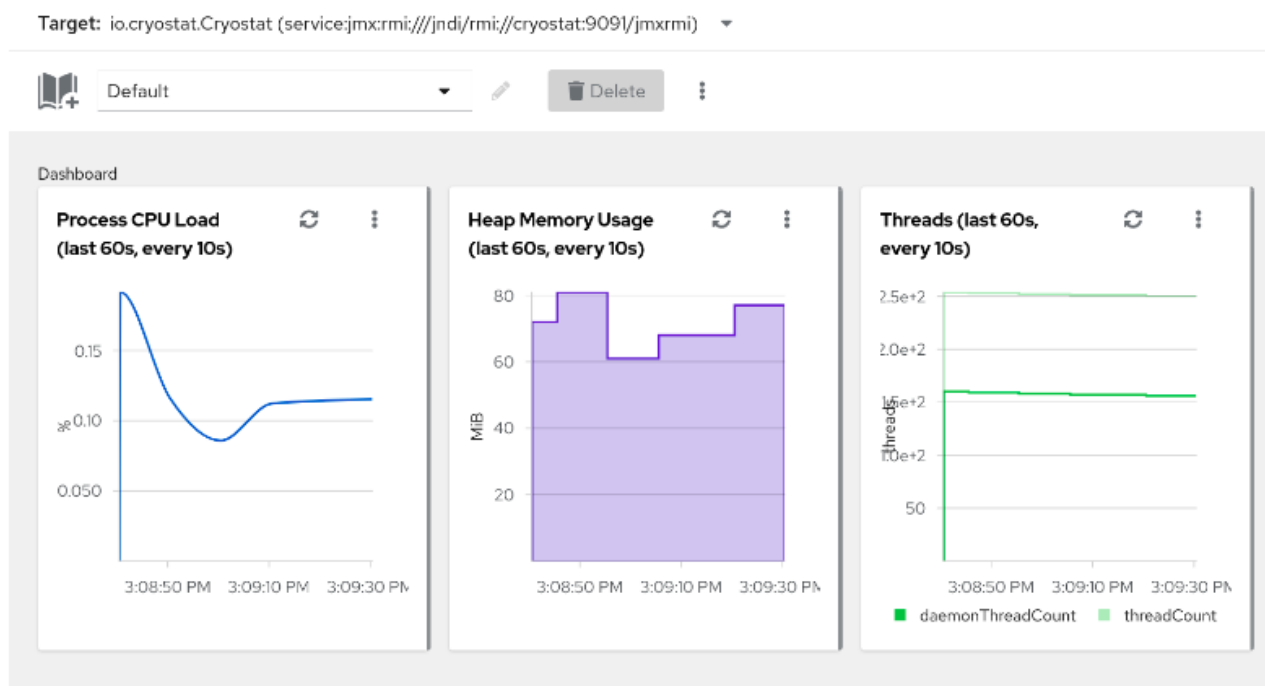 Target: io.cryostat.Cryostat (service:jmx:rmi:///jndi/rmi://cryostat:9091/jmxrmi)
Default
Delete
Dashboard
Process CPU Load
(last 60s, every 10s)
0.15
0.10
0.050
%
3:08:50 PM 3:09:10 PM 3:09:30 PM
Heap Memory Usage
(last 60s, every 10s)
80
60
40
20
MiB
3:08:50 PM 3:09:10 PM 3:09:30 PM
Threads (last 60s,
every 10s)
2.5e+2
2.0e+2
1.5e+2
1.0e+2
50
threads
3:08:50 PM 3:09:10 PM 3:09:30 PM
daemonThreadCount threadCount